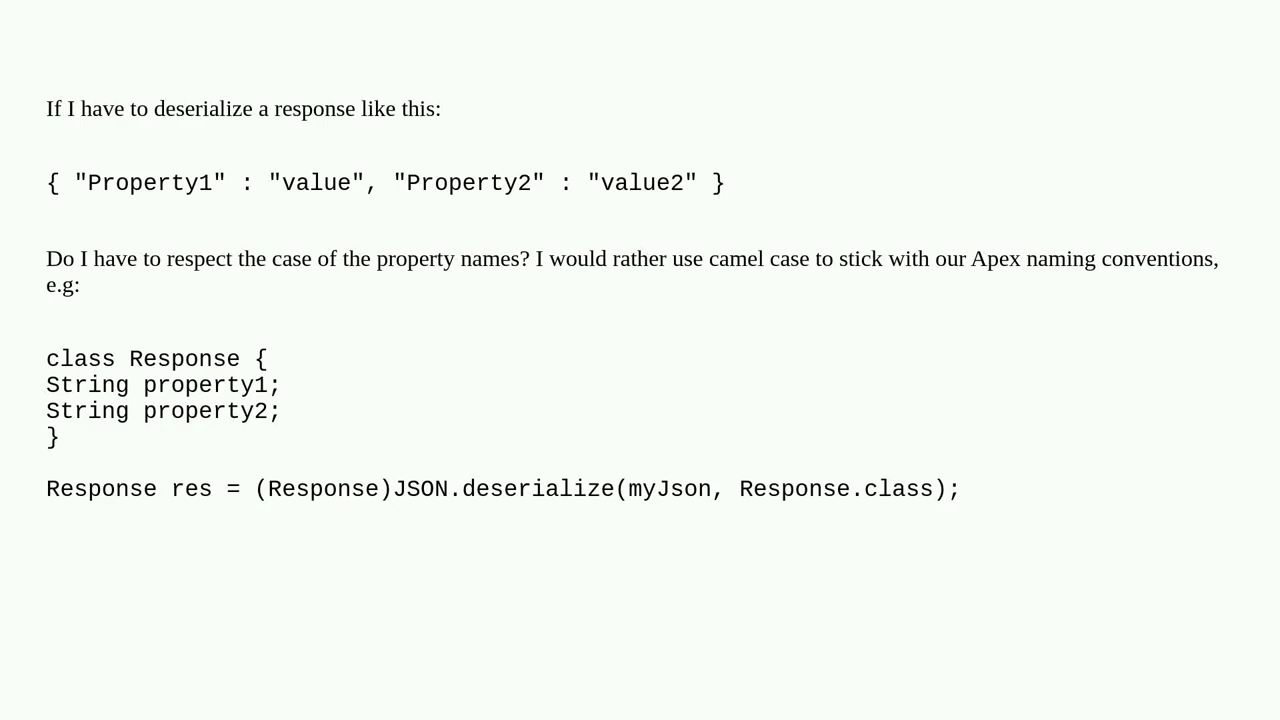 If I have to deserialize a response like this:
{ "Property1" : "value", "Property2" : "value2" }
Do I have to respect the case of the property names? I would rather use camel case to stick with our Apex naming conventions,
e.g:
class Response {
String property1;
String property2;
}
Response res = (Response)JSON.deserialize(myJson, Response.class);